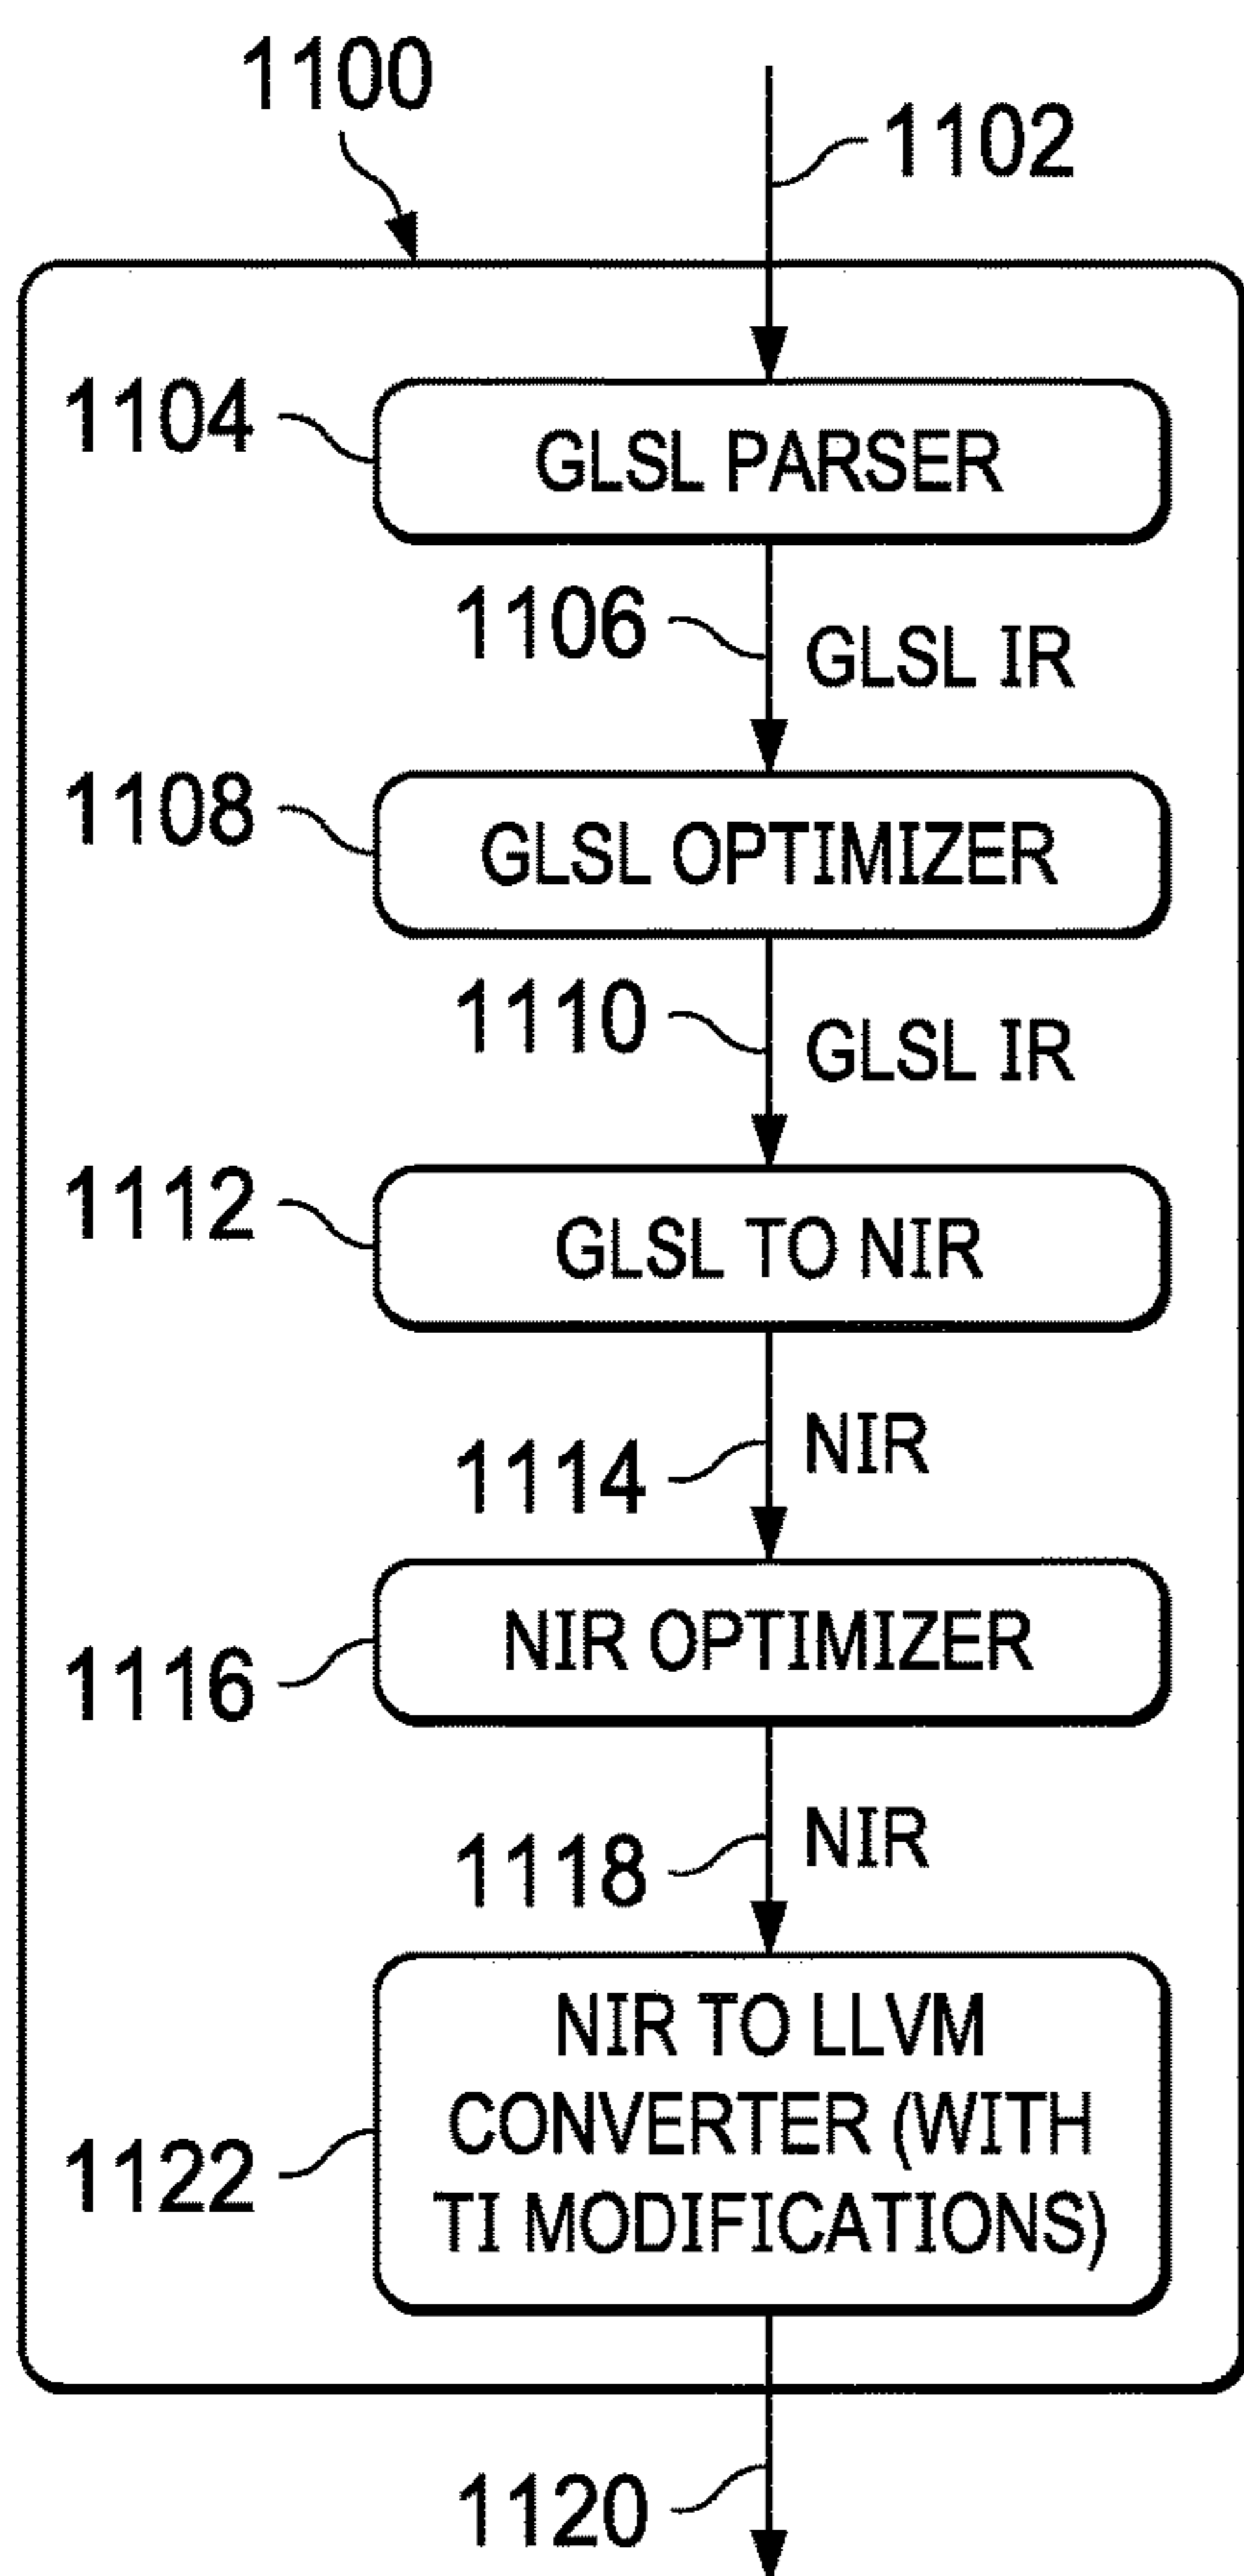 1100
1102
1104
GLSL PARSER
1106
GLSL IR
1108
GLSL OPTIMIZER
1110
GLSL IR
1112
GLSL TO NIR
1114
NIR
1116
NIR OPTIMIZER
1118
NIR
1122
NIR TO LLVM
CONVERTER (WITH
TI MODIFICATIONS)
1120